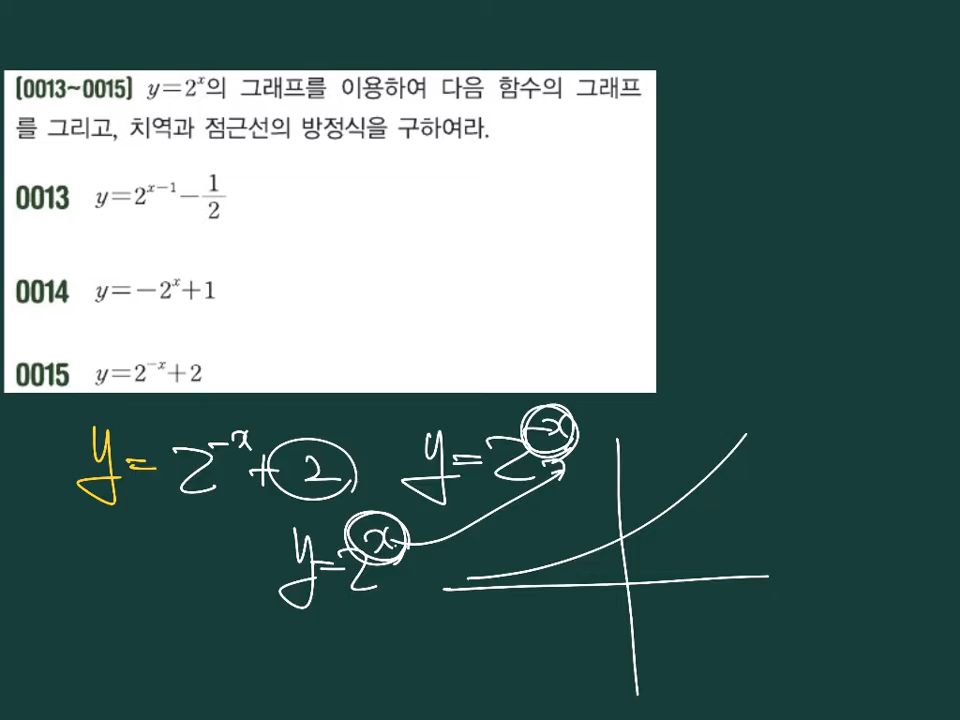 (0013~0015) y=2^x의 그래프를 이용하여 다음 함수의 그래프
를 그리고, 치역과 점근선의 방정식을 구하여라.
0013 y=2^{x-1}-\frac{1}{2}
0014 y=-2^x+1
0015 y=2^{-x}+2
y=2^{-x}+2 y=2^{-x}
y=2^x